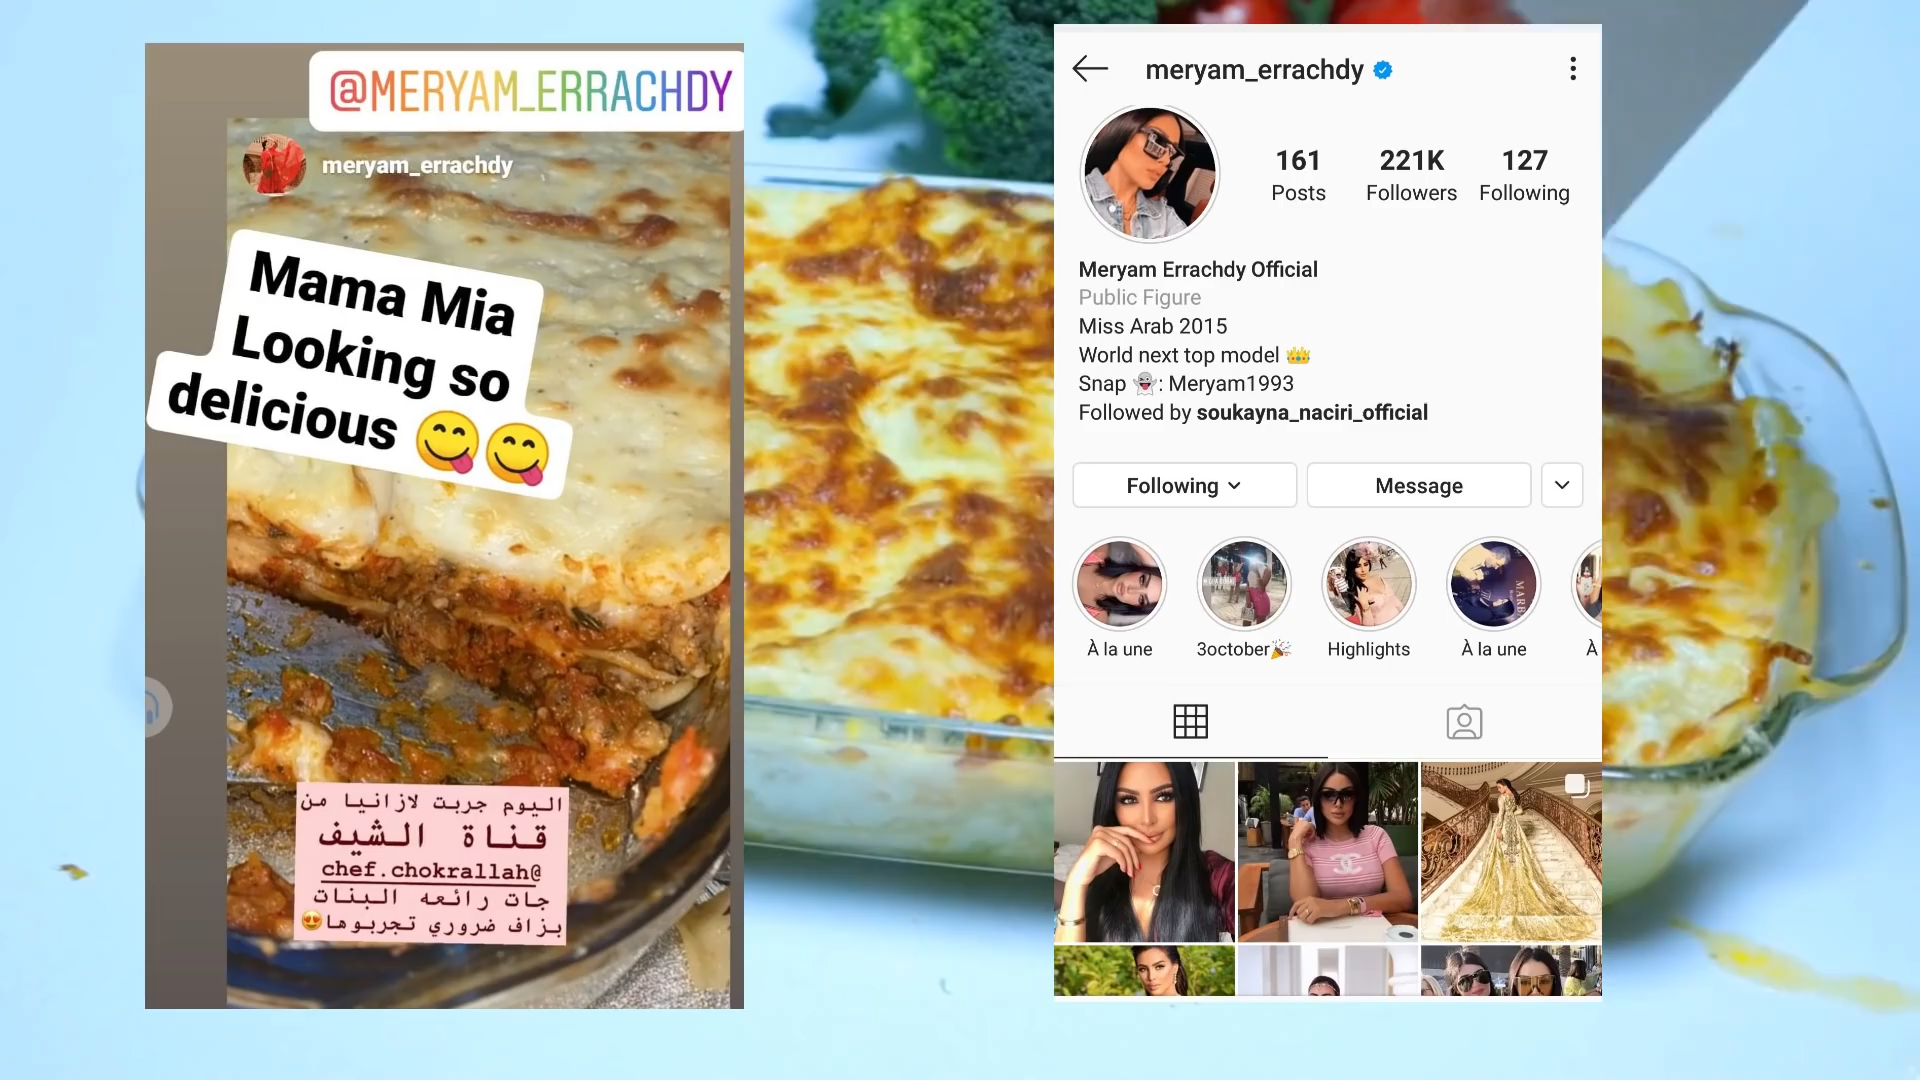 @MERYAM_ERRACHDY
meryam_errachdy
Mama Mia
Looking so
delicious 😋😋
اليوم جربت لازانيا من
قناة الشيف
@chef.chokrallah
جات رائعه البنات
بزاف ضروري تجربوها😍
meryam_errachdy
161
221K
127
Posts
Followers
Following
Meryam Errachdy Official
Public Figure
Miss Arab 2015
World next top model 👑
Snap 👻: Meryam1993
Followed by soukayna_naciri_official
Following
Message
À la une
3october🎉
Highlights
À la une
À